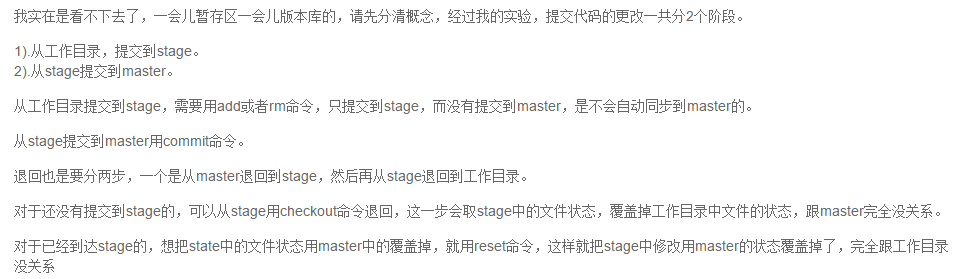 我实在是看不下去了，一会儿暂存区一会儿版本库的，请先分清概念，经过我的实验，提交代码的更改一共分2个阶段。
1).从工作目录，提交到stage。
2).从stage提交到master。
从工作目录提交到stage，需要用add或者rm命令，只提交到stage，而没有提交到master，是不会自动同步到master的。
从stage提交到master用commit命令。
退回也是要分两步，一个是从master退回到stage，然后再从stage退回到工作目录。
对于还没有提交到stage的，可以从stage用checkout命令退回，这一步会取stage中的文件状态，覆盖掉工作目录中文件的状态，跟master完全没关系。
对于已经到达stage的，想把state中的文件状态用master中的覆盖掉，就用reset命令，这样就把stage中修改用master的状态覆盖掉了，完全跟工作目录
没关系